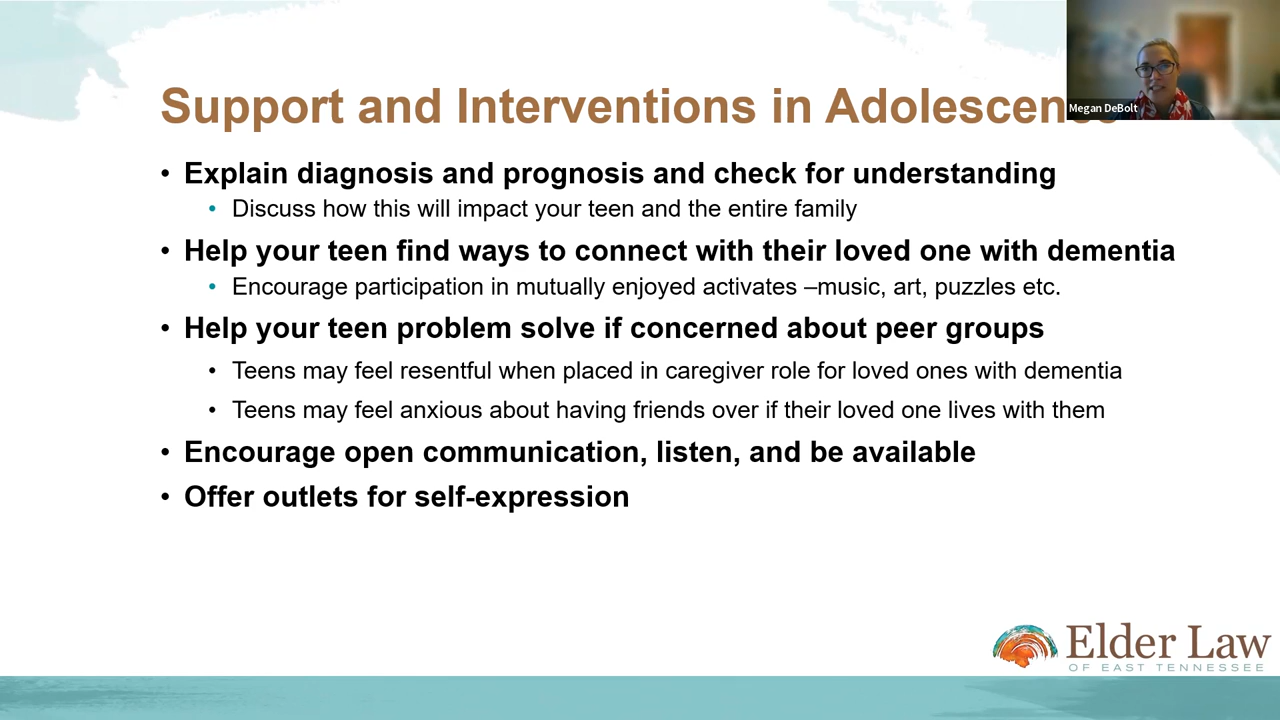 Support and Interventions in Adolescence
Megan DeBolt
• Explain diagnosis and prognosis and check for understanding
• Discuss how this will impact your teen and the entire family
• Help your teen find ways to connect with their loved one with dementia
• Encourage participation in mutually enjoyed activates –music, art, puzzles etc.
• Help your teen problem solve if concerned about peer groups
• Teens may feel resentful when placed in caregiver role for loved ones with dementia
• Teens may feel anxious about having friends over if their loved one lives with them
• Encourage open communication, listen, and be available
• Offer outlets for self-expression
Elder Law
OF EAST TENNESSEE